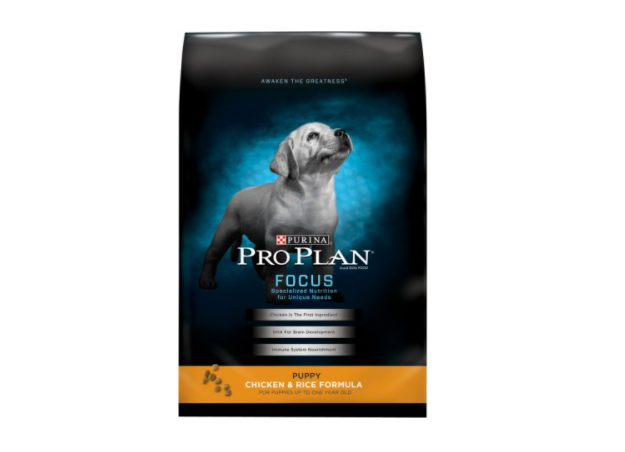 AWAKEN THE GREATNESS™
PURINA
PRO PLAN
FOCUS
Specialized Nutrition
for Unique Needs
Chicken Is The First Ingredient
DHA For Brain Development
Immune System Nourishment
PUPPY
CHICKEN & RICE FORMULA
FOR PUPPIES UP TO ONE YEAR OLD